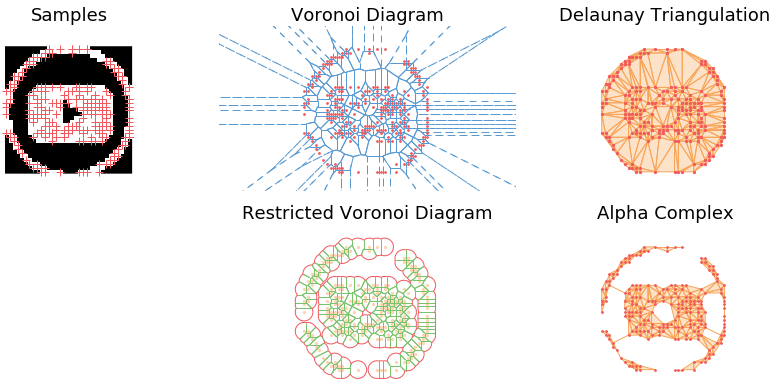 Samples
Voronoi Diagram
Delaunay Triangulation
Restricted Voronoi Diagram
Alpha Complex